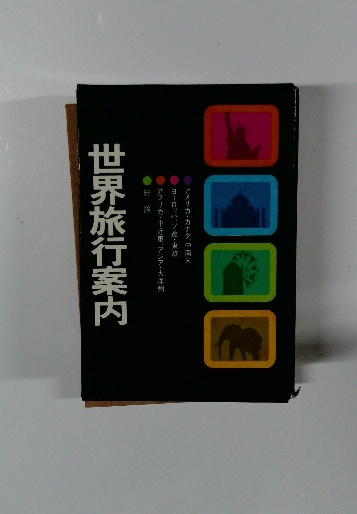 アメリカ・カナダ・中南米
ヨーロッパ・ソ連・東欧
アフリカ・中近東・アジア・大洋州
総論
世界旅行案内